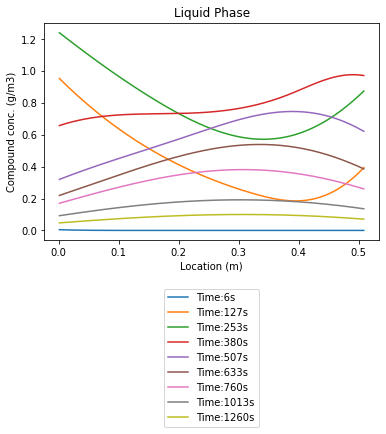 Liquid Phase
Compound conc. (g/m3)
1.2
1.0
0.8
0.6
0.4
0.2
0.0
0.0 0.1 0.2 0.3 0.4 0.5
Location (m)
Time:6s
Time:127s
Time:253s
Time:380s
Time:507s
Time:633s
Time:760s
Time:1013s
Time:1260s